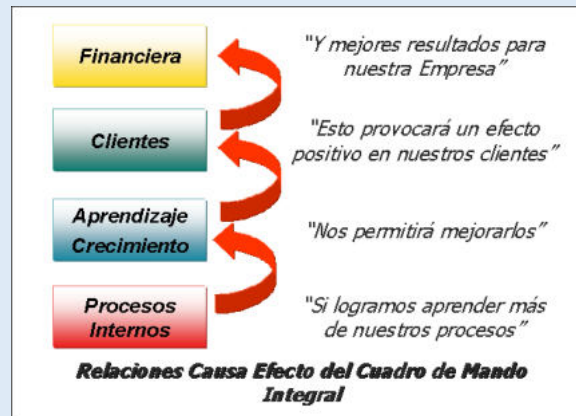 Financiera
"Y mejores resultados para
nuestra Empresa"
Clientes
"Esto provocará un efecto
positivo en nuestros clientes"
Aprendizaje
Crecimiento
"Nos permitirá mejorarlos"
Procesos
Internos
"Si logramos aprender más
de nuestros procesos"
Relaciones Causa Efecto del Cuadro de Mando
Integral